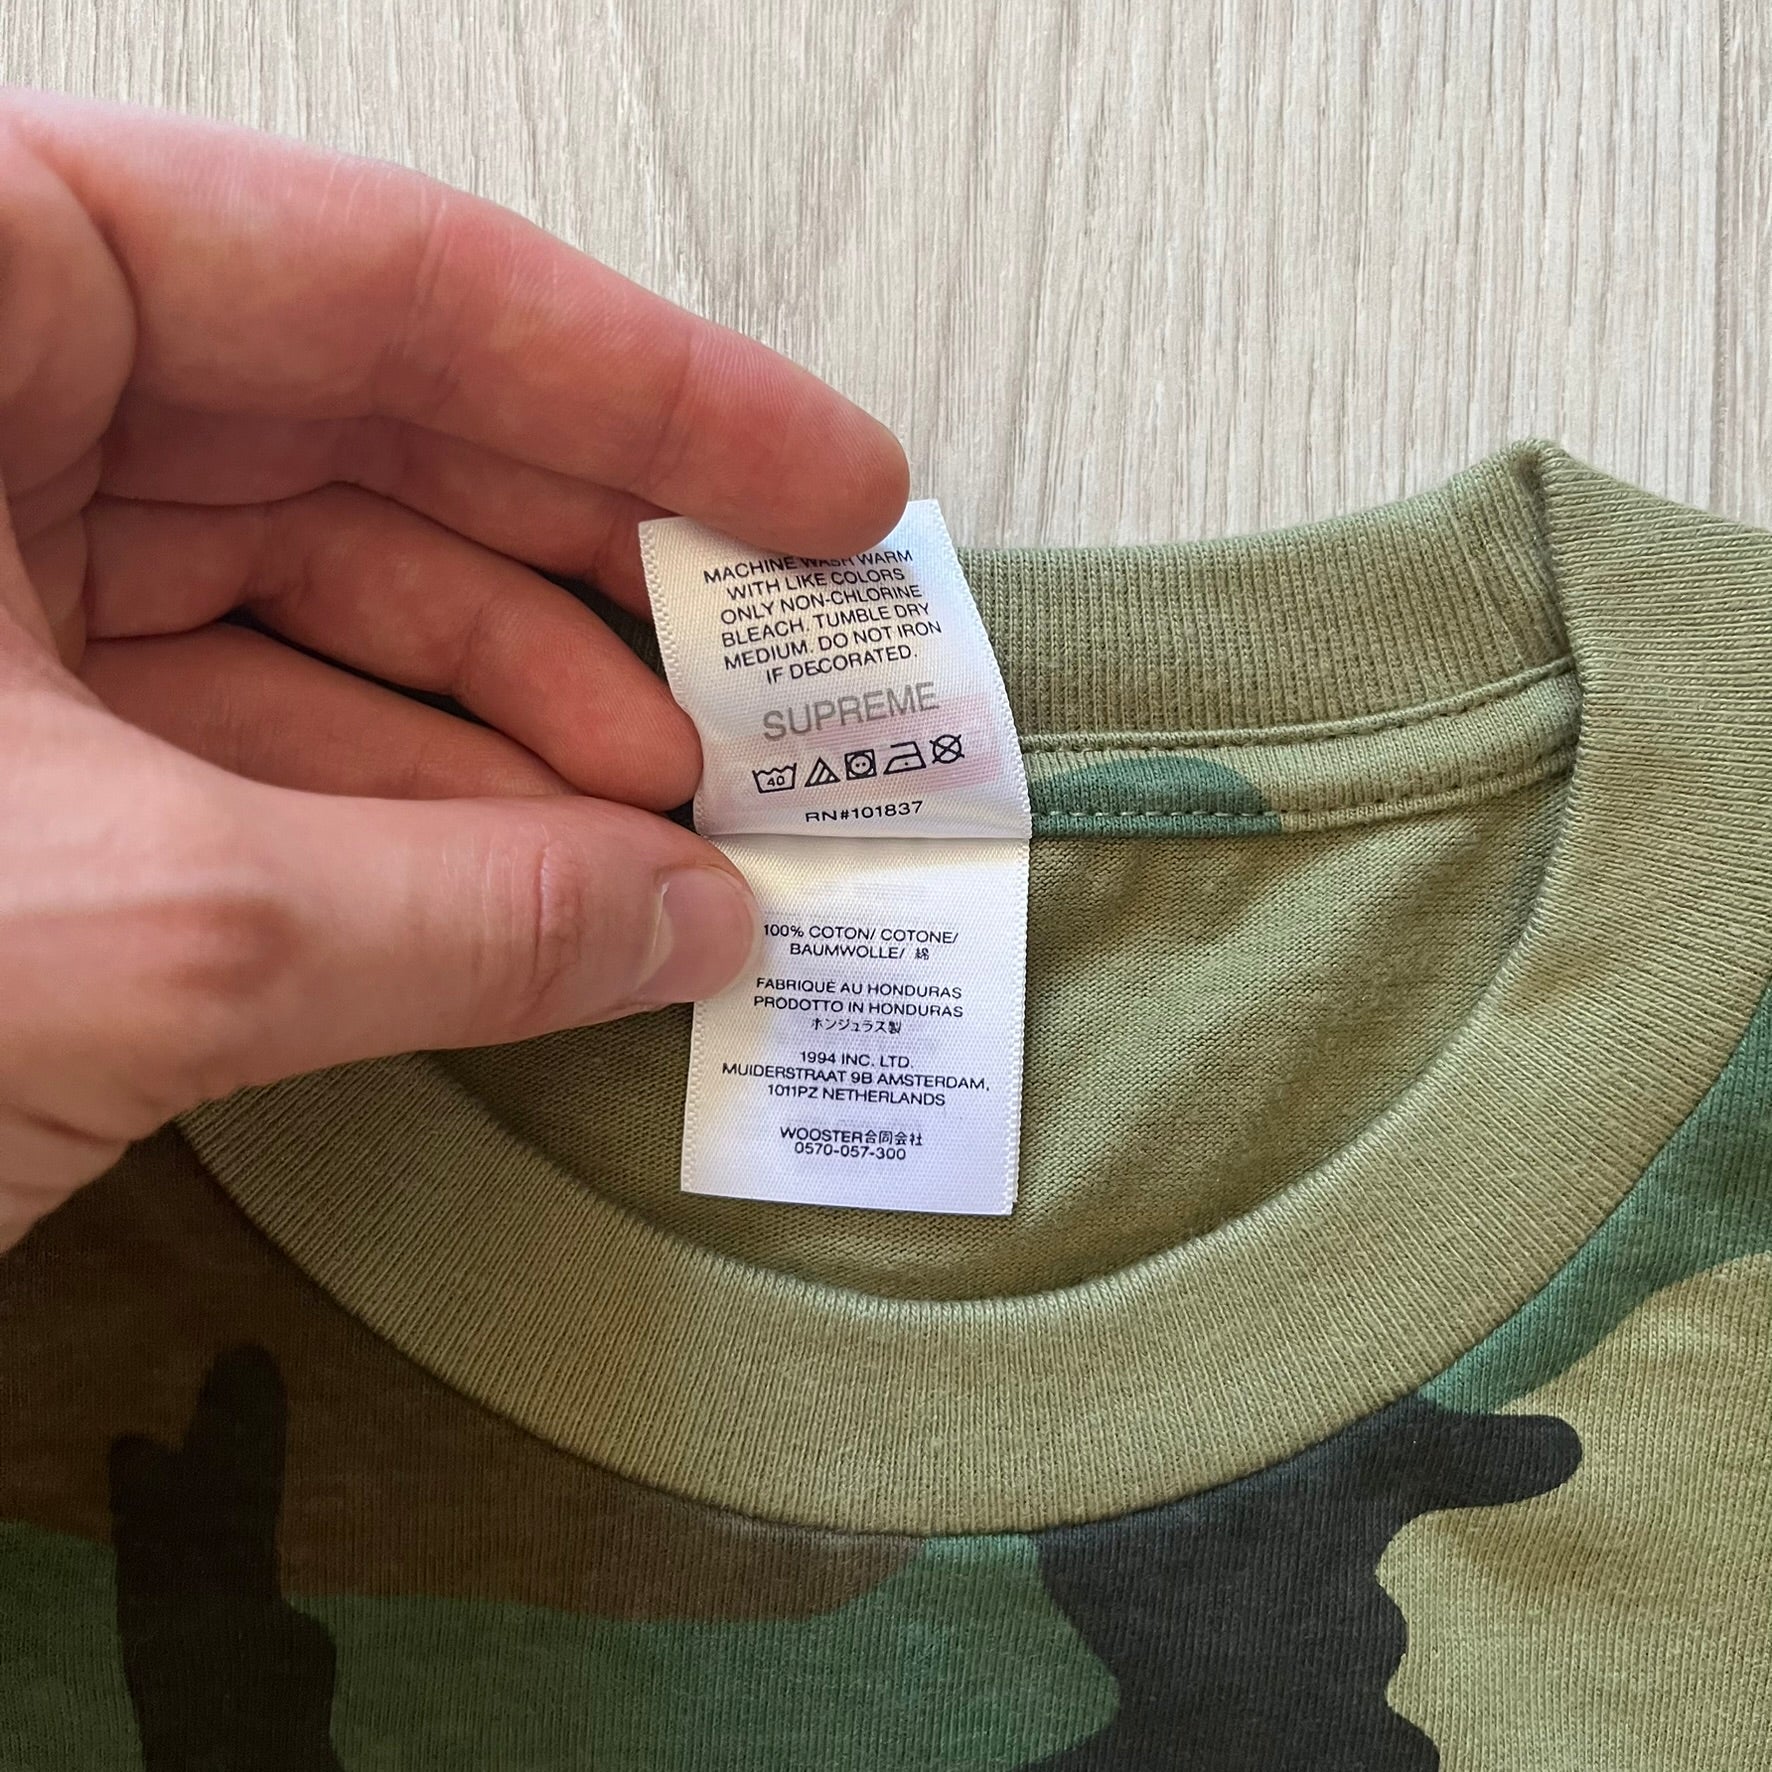 MACHINE WASH WARM
WITH LIKE COLORS
ONLY NON-CHLORINE
BLEACH. TUMBLE DRY
MEDIUM. DO NOT IRON
IF DECORATED.
SUPREME
40
RN#101837
100% COTON/ COTONE/
BAUMWOLLE/ 綿
FABRIQUÉ AU HONDURAS
PRODOTTO IN HONDURAS
ホンジュラス製
1994 INC. LTD.
MUIDERSTRAAT 9B AMSTERDAM,
1011PZ NETHERLANDS
WOOSTER合同会社
0570-057-300